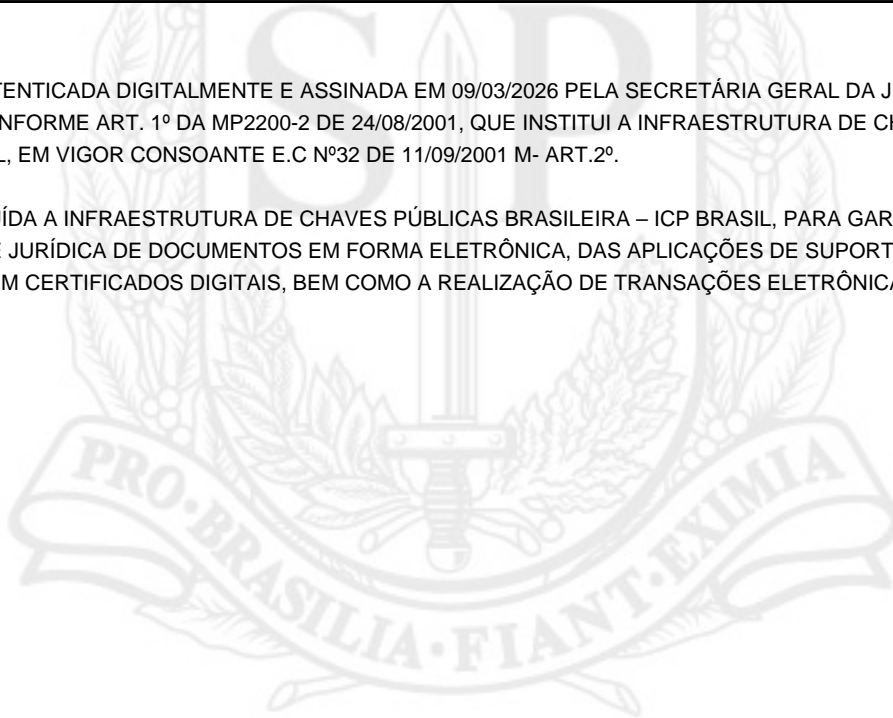 TENTICADA DIGITALMENTE E ASSINADA EM 09/03/2026 PELA SECRETÁRIA GERAL DA J
NFORME ART. 1º DA MP2200-2 DE 24/08/2001, QUE INSTITUI A INFRAESTRUTURA DE CH
L, EM VIGOR CONSOANTE E.C Nº32 DE 11/09/2001 M- ART.2º.
UÍDA A INFRAESTRUTURA DE CHAVES PÚBLICAS BRASILEIRA – ICP BRASIL, PARA GAR
E JURÍDICA DE DOCUMENTOS EM FORMA ELETRÔNICA, DAS APLICAÇÕES DE SUPORT
M CERTIFICADOS DIGITAIS, BEM COMO A REALIZAÇÃO DE TRANSAÇÕES ELETRÔNICA
SP
PRO·BRASILIA·FIANT·EXIMIA